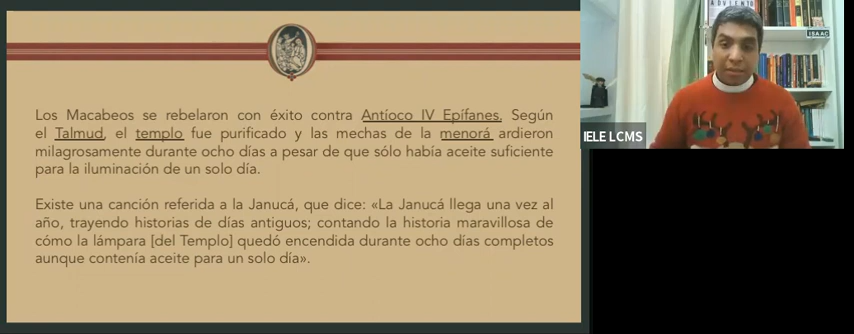 Los Macabeos se rebelaron con éxito contra Antíoco IV Epífanes. Según
el Talmud, el templo fue purificado y las mechas de la menorá ardieron
milagrosamente durante ocho días a pesar de que sólo había aceite suficiente
para la iluminación de un solo día.
Existe una canción referida a la Janucá, que dice: «La Janucá llega una vez al
año, trayendo historias de días antiguos; contando la historia maravillosa de
cómo la lámpara [del Templo] quedó encendida durante ocho días completos
aunque contenía aceite para un solo día».
ADVIENTO
ISAAC
IELE LCMS